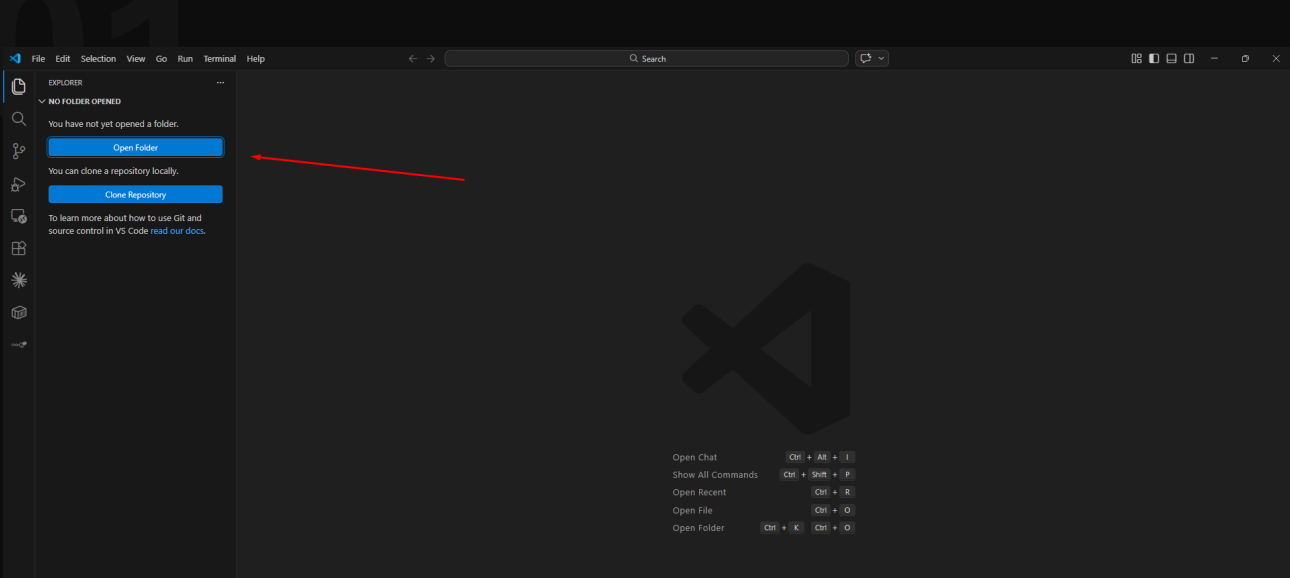 01
File Edit Selection View Go Run Terminal Help
Search
EXPLORER
NO FOLDER OPENED
You have not yet opened a folder.
Open Folder
You can clone a repository locally.
Clone Repository
To learn more about how to use Git and
source control in VS Code read our docs.
Open Chat Ctrl + Alt + I
Show All Commands Ctrl + Shift + P
Open Recent Ctrl + R
Open File Ctrl + O
Open Folder Ctrl + K Ctrl + O